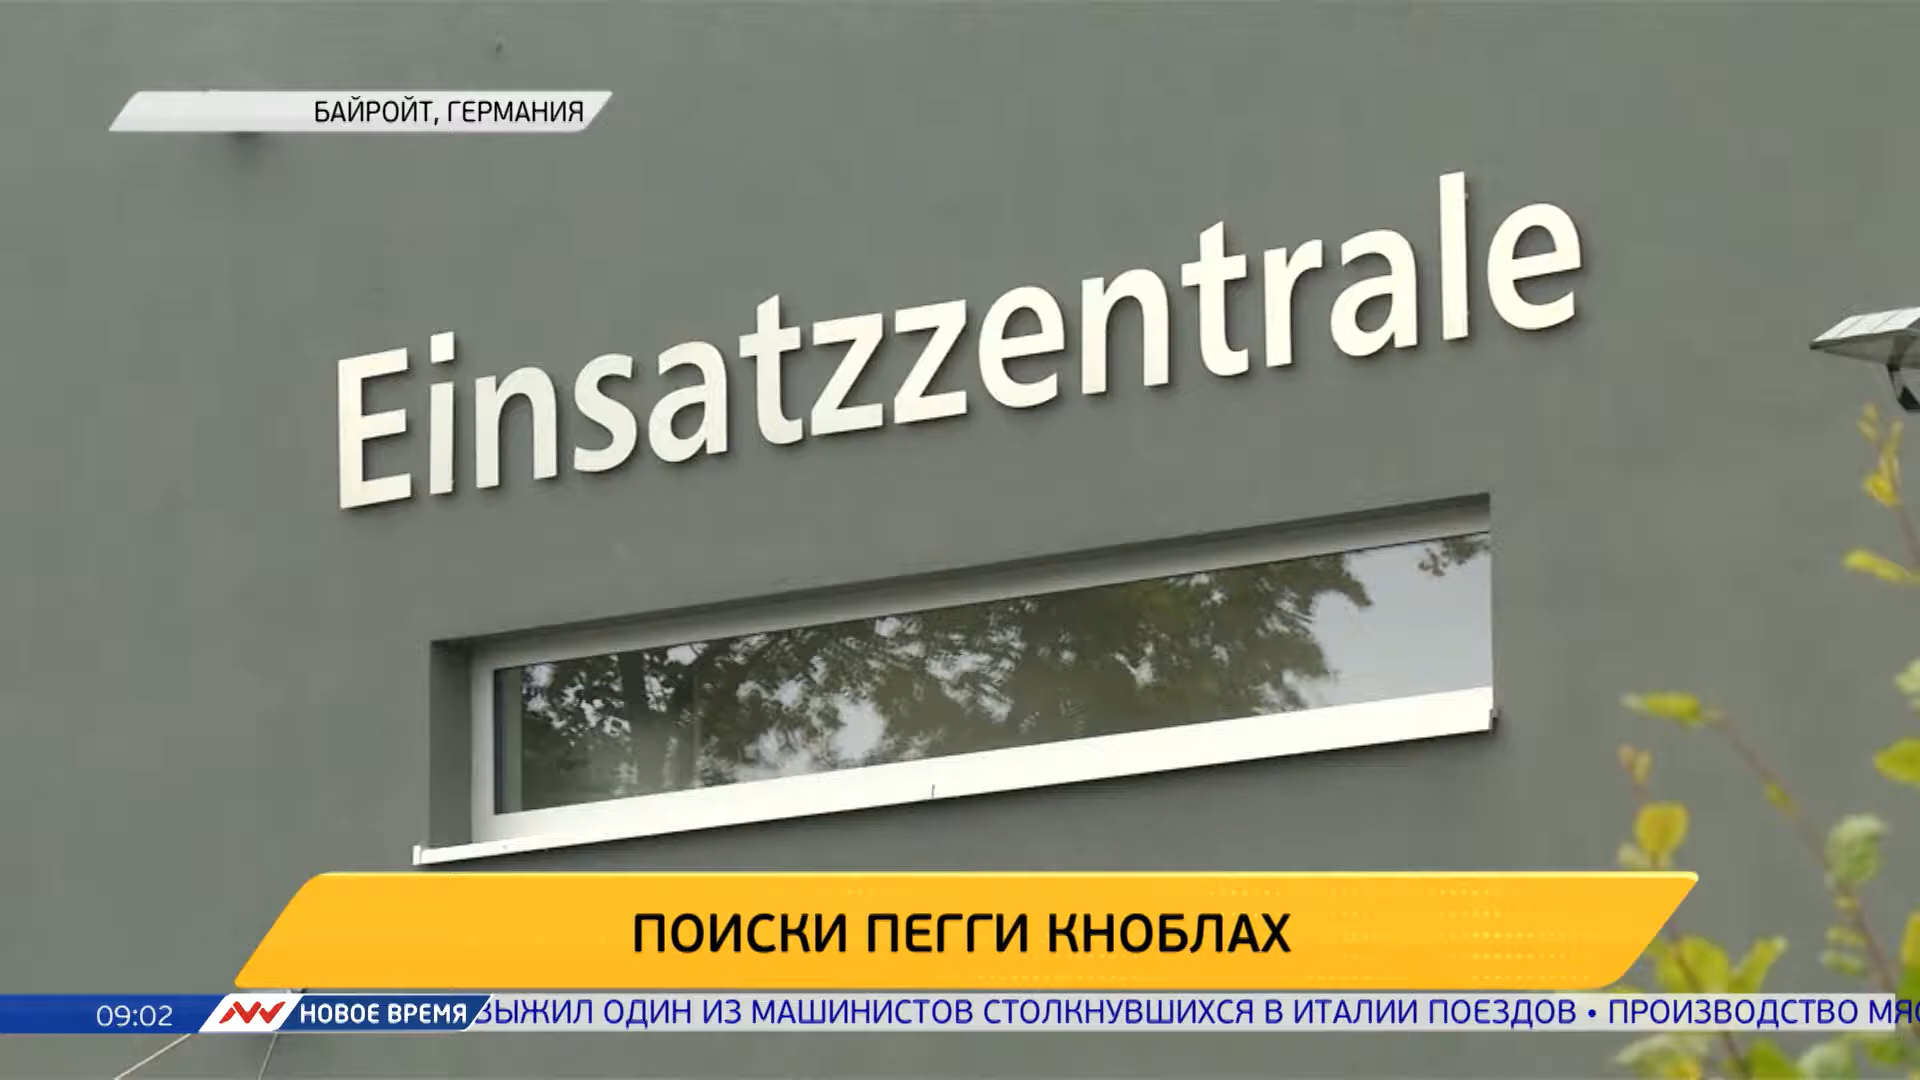 БАЙРОЙТ, ГЕРМАНИЯ
Einsatzzentrale
ПОИСКИ ПЕГГИ КНОБЛАХ
09:02 НОВОЕ ВРЕМЯ ВЫЖИЛ ОДИН ИЗ МАШИНИСТОВ СТОЛКНУВШИХСЯ В ИТАЛИИ ПОЕЗДОВ • ПРОИЗВОДСТВО